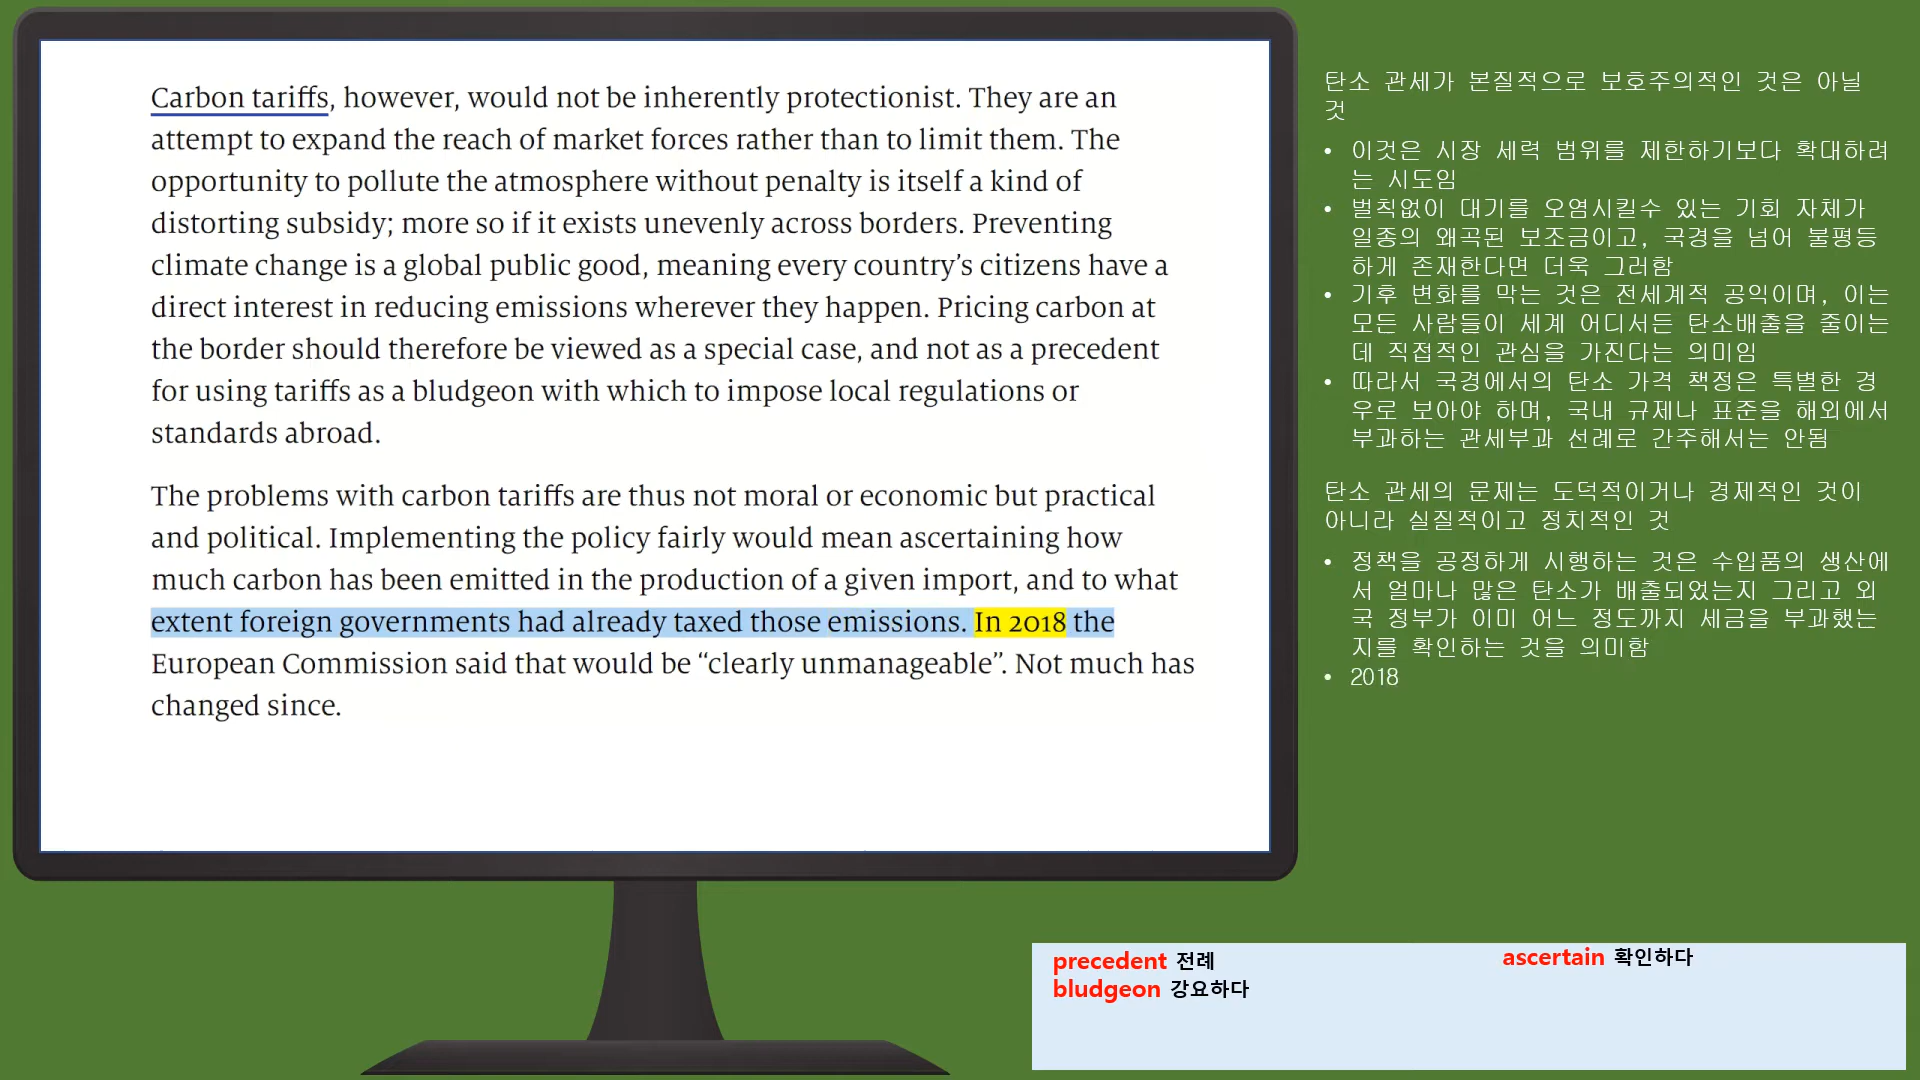 Carbon tariffs, however, would not be inherently protectionist. They are an
attempt to expand the reach of market forces rather than to limit them. The
opportunity to pollute the atmosphere without penalty is itself a kind of
distorting subsidy; more so if it exists unevenly across borders. Preventing
climate change is a global public good, meaning every country’s citizens have a
direct interest in reducing emissions wherever they happen. Pricing carbon at
the border should therefore be viewed as a special case, and not as a precedent
for using tariffs as a bludgeon with which to impose local regulations or
standards abroad.
The problems with carbon tariffs are thus not moral or economic but practical
and political. Implementing the policy fairly would mean ascertaining how
much carbon has been emitted in the production of a given import, and to what
extent foreign governments had already taxed those emissions. In 2018 the
European Commission said that would be “clearly unmanageable”. Not much has
changed since.
탄소 관세가 본질적으로 보호주의적인 것은 아닐
것
• 이것은 시장 세력 범위를 제한하기보다 확대하려
는 시도임
• 벌칙없이 대기를 오염시킬수 있는 기회 자체가
일종의 왜곡된 보조금이고, 국경을 넘어 불평등
하게 존재한다면 더욱 그러함
• 기후 변화를 막는 것은 전세계적 공익이며, 이는
모든 사람들이 세계 어디서든 탄소배출을 줄이는
데 직접적인 관심을 가진다는 의미임
• 따라서 국경에서의 탄소 가격 책정은 특별한 경
우로 보아야 하며, 국내 규제나 표준을 해외에서
부과하는 관세부과 선례로 간주해서는 안됨
탄소 관세의 문제는 도덕적이거나 경제적인 것이
아니라 실질적이고 정치적인 것
• 정책을 공정하게 시행하는 것은 수입품의 생산에
서 얼마나 많은 탄소가 배출되었는지 그리고 외
국 정부가 이미 어느 정도까지 세금을 부과했는
지를 확인하는 것을 의미함
• 2018
precedent 전례
bludgeon 강요하다
ascertain 확인하다